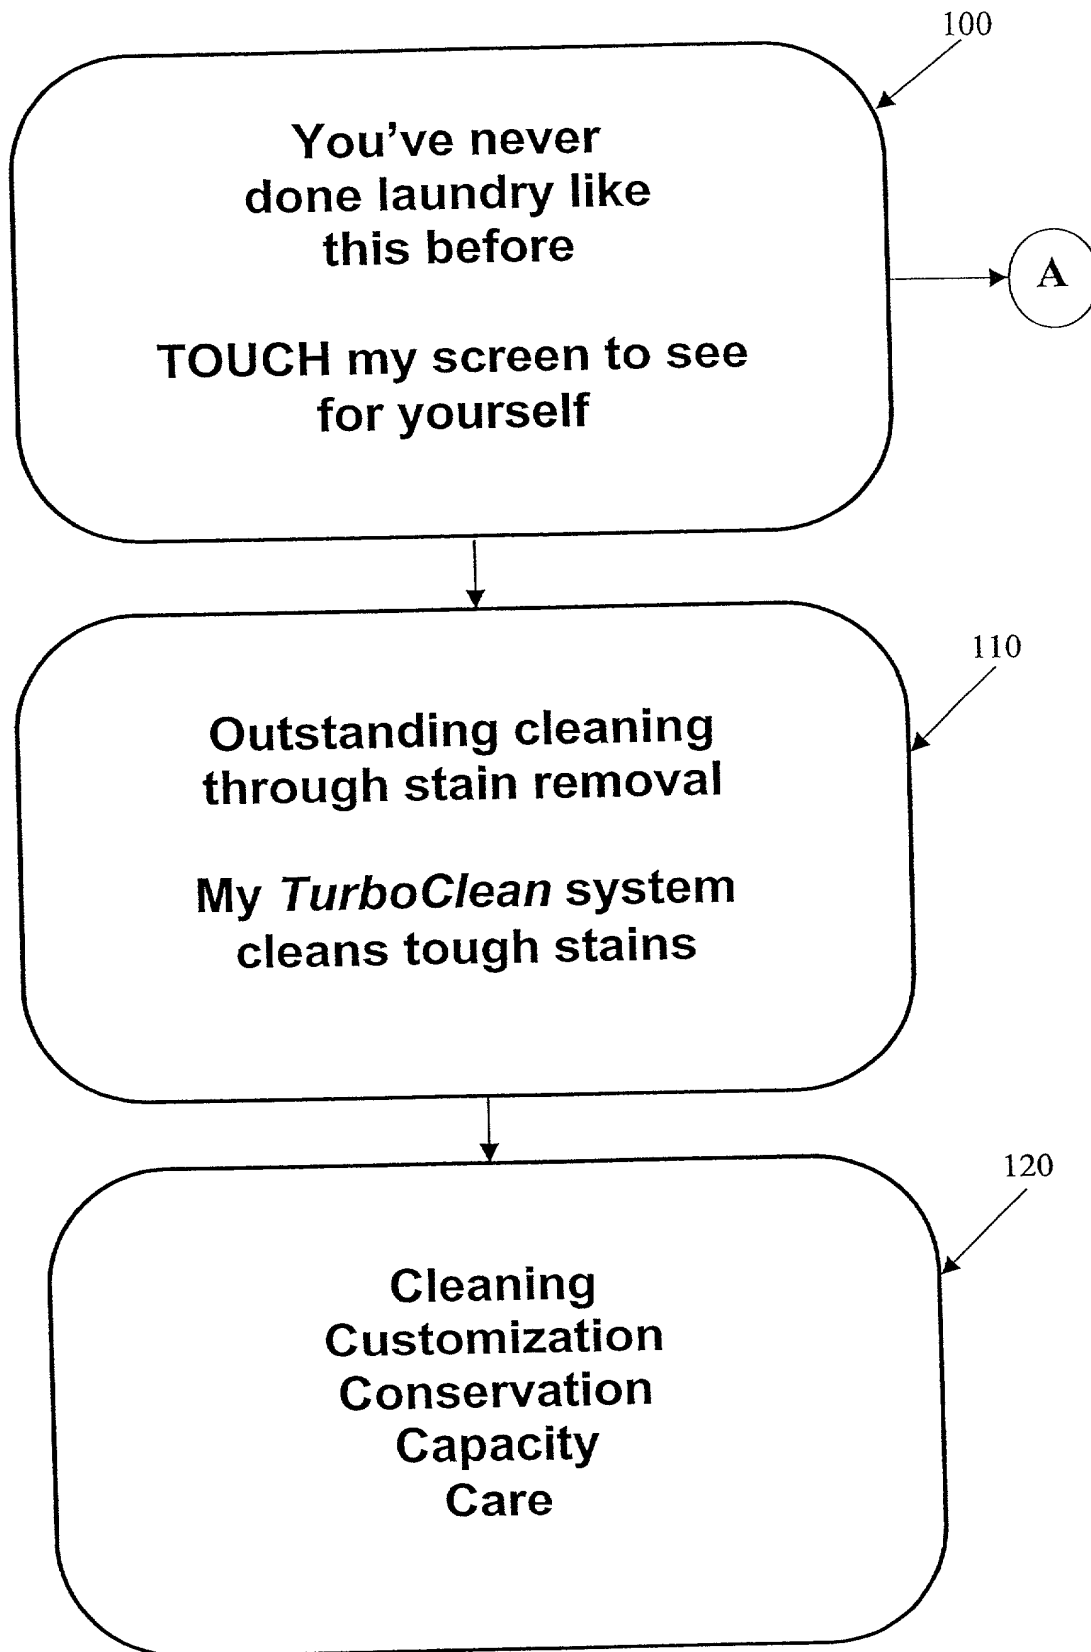 100
You've never
done laundry like
this before
TOUCH my screen to see
for yourself
A
110
Outstanding cleaning
through stain removal
My TurboClean system
cleans tough stains
120
Cleaning
Customization
Conservation
Capacity
Care